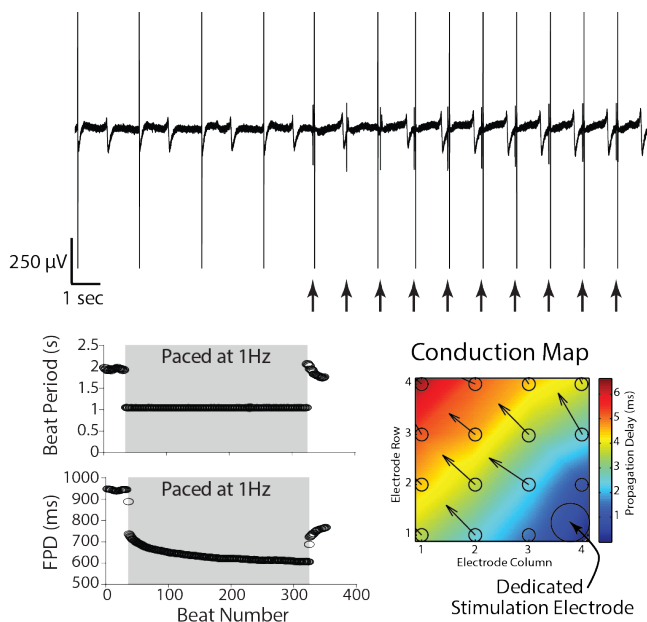 250 µV
1 sec
Beat Period (s)
2.5
2
1.5
1
0.5
0
Paced at 1Hz
FPD (ms)
1000
900
800
700
600
500
Paced at 1Hz
0 100 200 300 400
Beat Number
Conduction Map
Electrode Row
4
3
2
1
1 2 3 4
Electrode Column
6
5
4
3
2
1
Propagation Delay (ms)
Dedicated
Stimulation Electrode